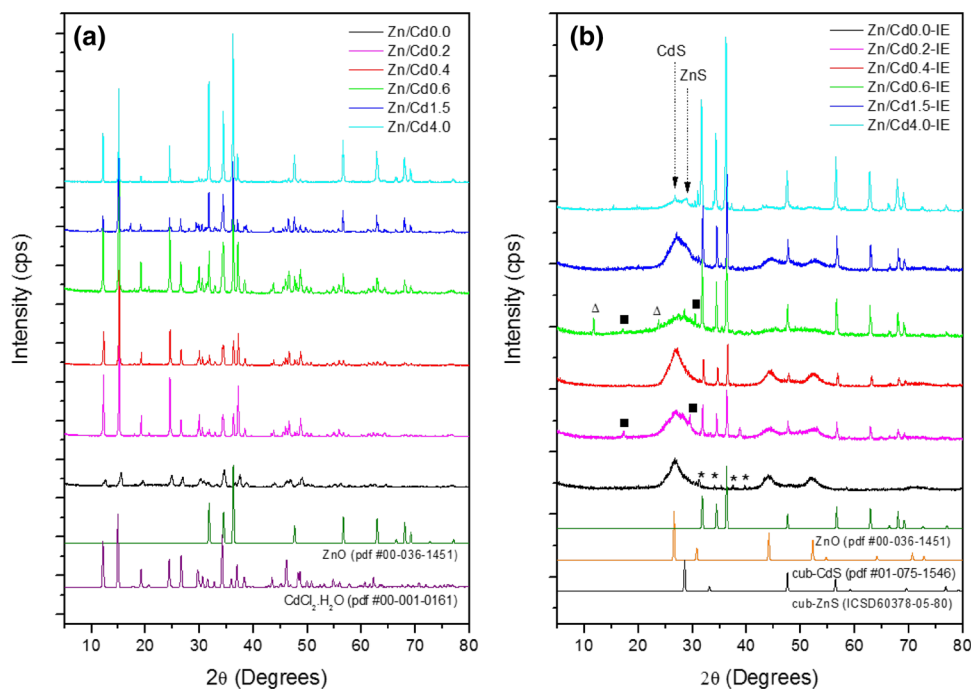 (a)
Zn/Cd0.0
Zn/Cd0.2
Zn/Cd0.4
Zn/Cd0.6
Zn/Cd1.5
Zn/Cd4.0
Intensity (cps)
ZnO (pdf #00-036-1451)
CdCl₂.H₂O (pdf #00-001-0161)
10 20 30 40 50 60 70 80
2θ (Degrees)
(b)
Zn/Cd0.0-IE
Zn/Cd0.2-IE
Zn/Cd0.4-IE
Zn/Cd0.6-IE
Zn/Cd1.5-IE
Zn/Cd4.0-IE
CdS
ZnS
Δ ■ Δ ■
■ ■
* * * *
Intensity (cps)
ZnO (pdf #00-036-1451)
cub-CdS (pdf #01-075-1546)
cub-ZnS (ICSD60378-05-80)
10 20 30 40 50 60 70 80
2θ (Degrees)